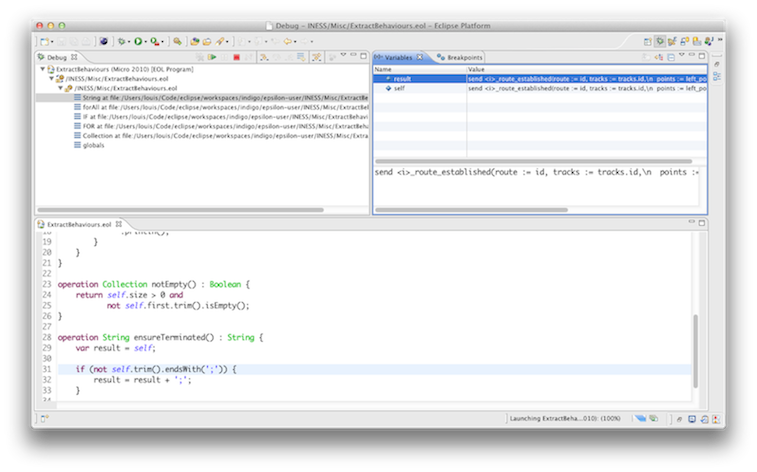 Debug - INESS/Misc/ExtractBehaviours.eol - Eclipse Platform
Debug
ExtractBehaviours (Micro 2010) [EOL Program]
/INESS/Misc/ExtractBehaviours.eol
/INESS/Misc/ExtractBehaviours.eol
String at file:/Users/louis/Code/eclipse/workspaces/indigo/epsilon-user/INESS/Misc/ExtractBe
forAll at file:/Users/louis/Code/eclipse/workspaces/indigo/epsilon-user/INESS/Misc/ExtractBe
IF at file:/Users/louis/Code/eclipse/workspaces/indigo/epsilon-user/INESS/Misc/ExtractBehavi
FOR at file:/Users/louis/Code/eclipse/workspaces/indigo/epsilon-user/INESS/Misc/ExtractBeha
Collection at file:/Users/louis/Code/eclipse/workspaces/indigo/epsilon-user/INESS/Misc/Extra
globals
Variables Breakpoints
Name Value
result send <i>_route_established(route := id, tracks := tracks.id,\n points := left_po
self send <i>_route_established(route := id, tracks := tracks.id,\n points := left_po
send <i>_route_established(route := id, tracks := tracks.id,\n points :=
ExtractBehaviours.eol
19 }
20 }
21 }
22
23 operation Collection notEmpty() : Boolean {
24 return self.size > 0 and
25 not self.first.trim().isEmpty();
26 }
27
28 operation String ensureTerminated() : String {
29 var result = self;
30
31 if (not self.trim().endsWith(';')) {
32 result = result + ';';
33 }
Launching ExtractBeha...010): (100%)